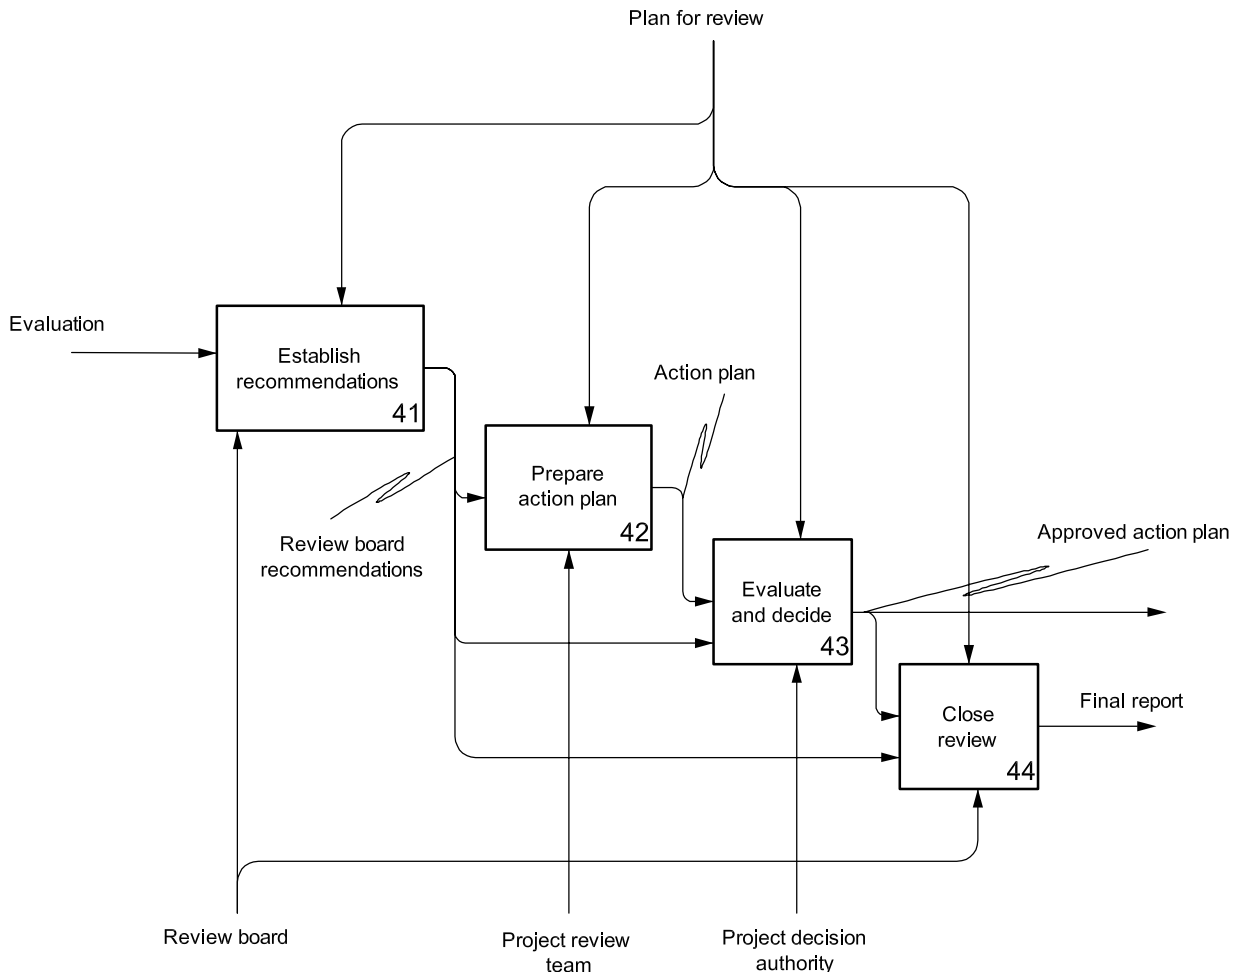 Plan for review
Evaluation
Establish
recommendations
41
Action plan
Prepare
action plan
42
Review board
recommendations
Approved action plan
Evaluate
and decide
43
Final report
Close
review
44
Review board
Project review
team
Project decision
authority